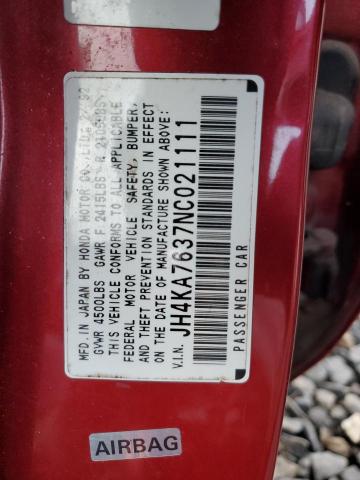 MFD. IN JAPAN BY HONDA MOTOR CO., LTD. 92
GVWR 4500LBS GAWR F 2415LBS R 2105LBS
THIS VEHICLE CONFORMS TO ALL APPLICABLE
FEDERAL MOTOR VEHICLE SAFETY, BUMPER,
AND THEFT PREVENTION STANDARDS IN EFFECT
ON THE DATE OF MANUFACTURE SHOWN ABOVE.
V.I.N. JH4KA7637NC0211111
PASSENGER CAR
AIRBAG